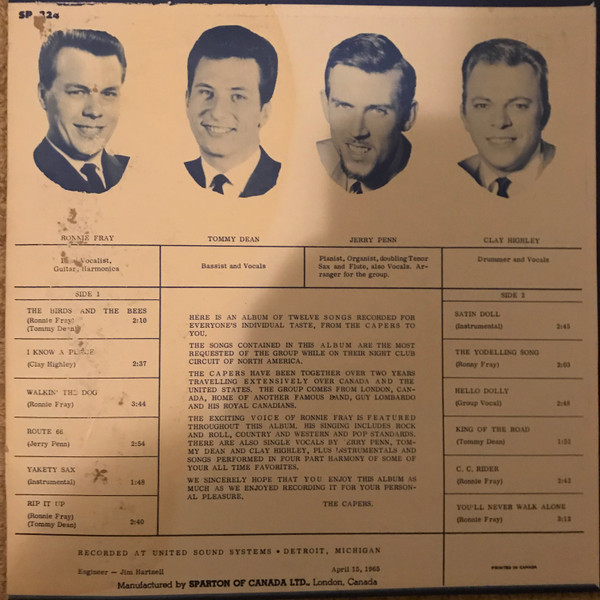 SP 224
RONNIE FRAY
TOMMY DEAN
JERRY PENN
CLAY HIGHLEY
Vocalist,
Guitar, Harmonica
Bassist and Vocals
Pianist, Organist, doubling Tenor
Sax and Flute, also Vocals. Ar-
ranger for the group.
Drummer and Vocals
SIDE 1
THE BIRDS AND THE BEES
(Ronnie Fray) 2:10
(Tommy Dean)
I KNOW A
(Clay Highley) 2:37
WALKIN' THE DOG
(Ronnie Fray) 3:44
ROUTE 66
(Jerry Penn) 2:54
YAKETY SAX
(Instrumental) 1:48
RIP IT UP
(Ronnie Fray)
(Tommy Dean) 2:40
HERE IS AN ALBUM OF TWELVE SONGS RECORDED FOR
EVERYONE'S INDIVIDUAL TASTE, FROM THE CAPERS TO
YOU.
THE SONGS CONTAINED IN THIS ALBUM ARE THE MOST
REQUESTED OF THE GROUP WHILE ON THEIR NIGHT CLUB
CIRCUIT OF NORTH AMERICA.
THE CAPERS HAVE BEEN TOGETHER OVER TWO YEARS
TRAVELLING EXTENSIVELY OVER CANADA AND THE
UNITED STATES. THE GROUP COMES FROM LONDON, CAN-
ADA, HOME OF ANOTHER FAMOUS BAND, GUY LOMBARDO
AND HIS ROYAL CANADIANS.
THE EXCITING VOICE OF RONNIE FRAY IS FEATURED
THROUGHOUT THIS ALBUM. HIS SINGING INCLUDES ROCK
AND ROLL, COUNTRY AND WESTERN AND POP STANDARDS.
THERE ARE ALSO SINGLE VOCALS BY JERRY PENN, TOM-
MY DEAN AND CLAY HIGHLEY, PLUS INSTRUMENTALS AND
SONGS PERFORMED IN FOUR PART HARMONY OF SOME OF
YOUR ALL TIME FAVORITES.
WE SINCERELY HOPE THAT YOU ENJOY THIS ALBUM AS
MUCH AS WE ENJOYED RECORDING IT FOR YOUR PERSON-
AL PLEASURE.
THE CAPERS.
SIDE 2
SATIN DOLL
(Instrumental)
THE YODELLING SONG
(Ronny Fray)
HELLO DOLLY
(Group Vocal)
KING OF THE ROAD
(Tommy Dean)
C. C. RIDER
(Ronnie Fray)
YOU'LL NEVER WALK ALONE
(Ronnie Fray)
RECORDED AT UNITED SOUND SYSTEMS • DETROIT, MICHIGAN
Engineer — Jim Hartsell April 15, 1965
Manufactured by SPARTON OF CANADA LTD., London, Canada
PRINTED IN CANADA